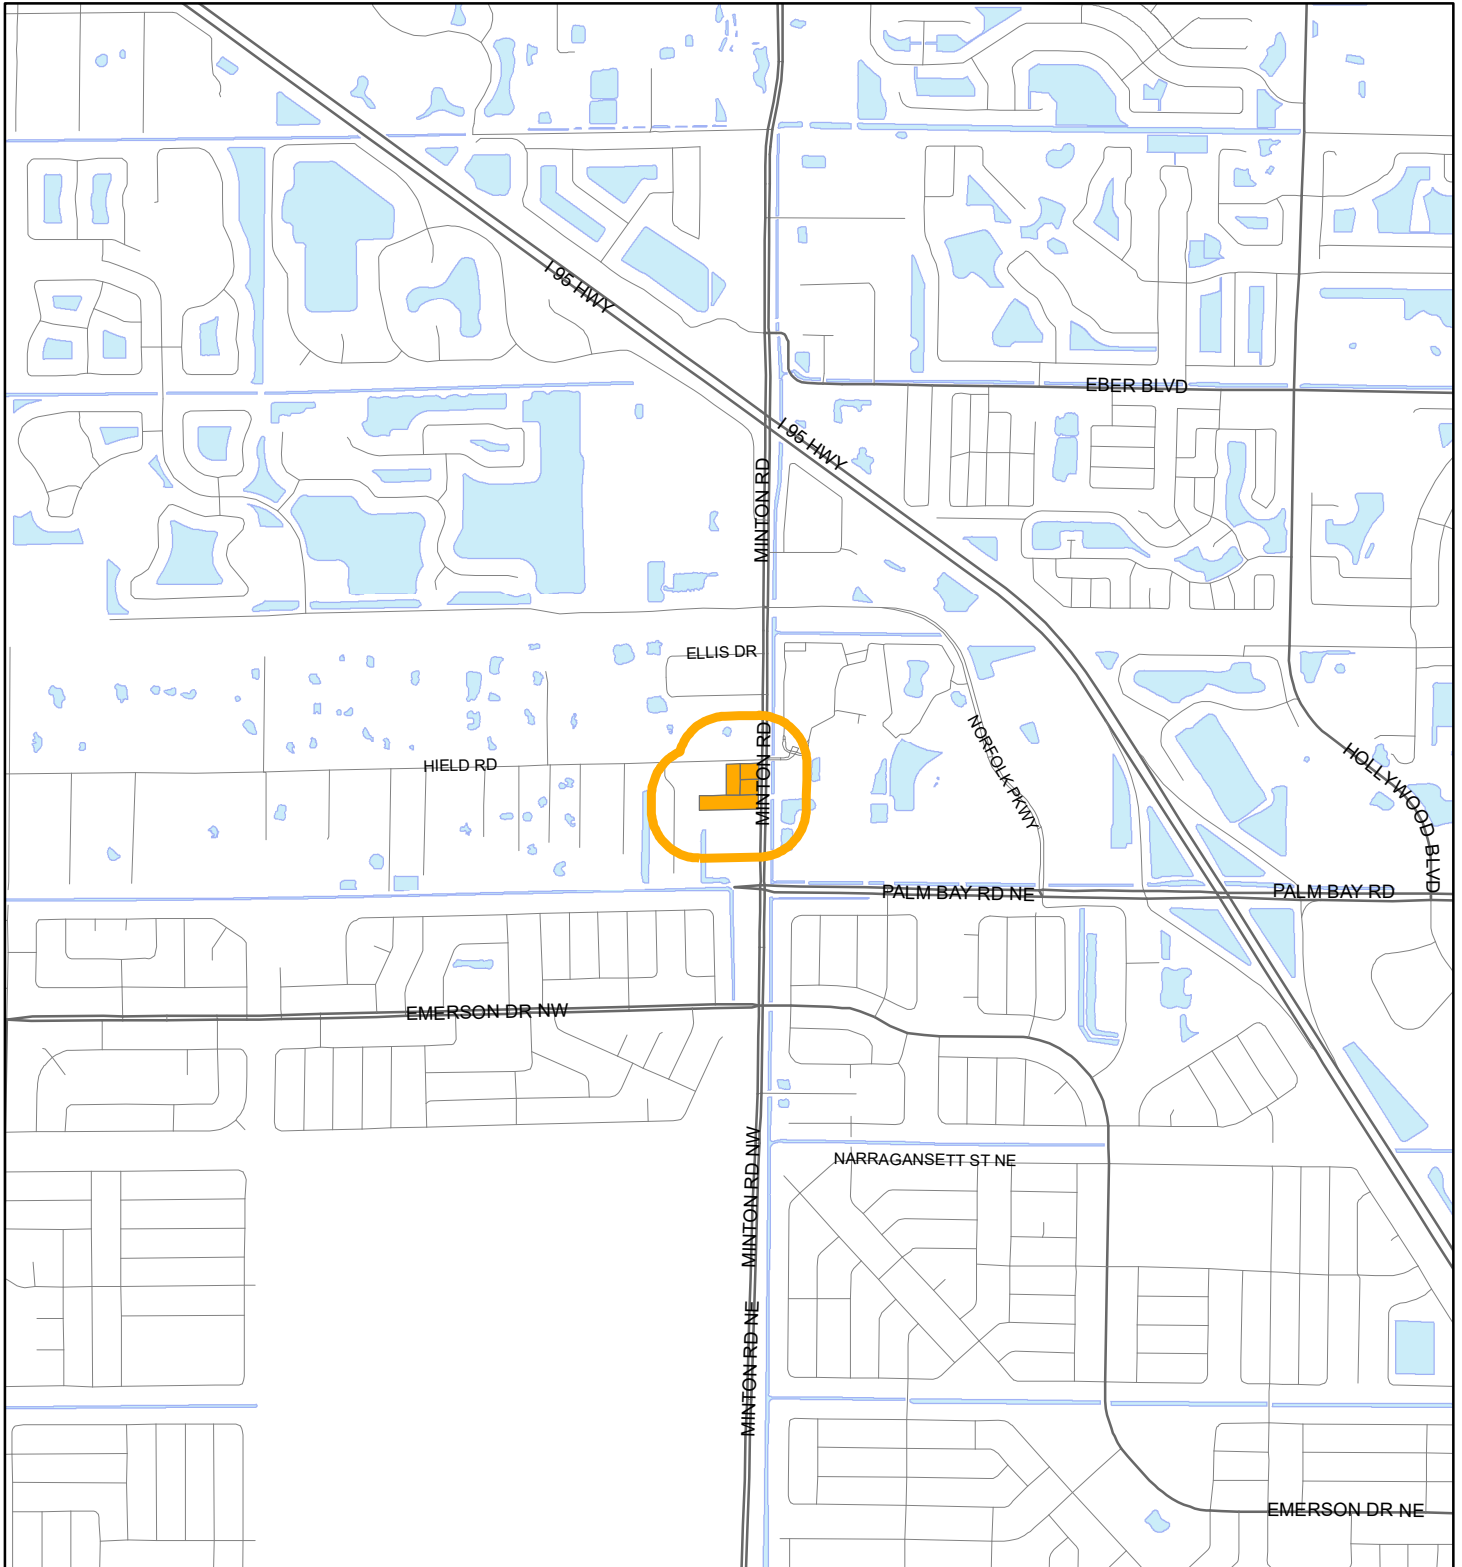 I 95 HWY
EBER BLVD
I 95 HWY
MINTON RD
ELLIS DR
NORFOLK PKWY
MINTON RD
HIELD RD
HOLLYWOOD BLVD
PALM BAY RD NE
PALM BAY RD
EMERSON DR NW
MINTON RD NW
NARRAGANSETT ST NE
MINTON RD NE
EMERSON DR NE